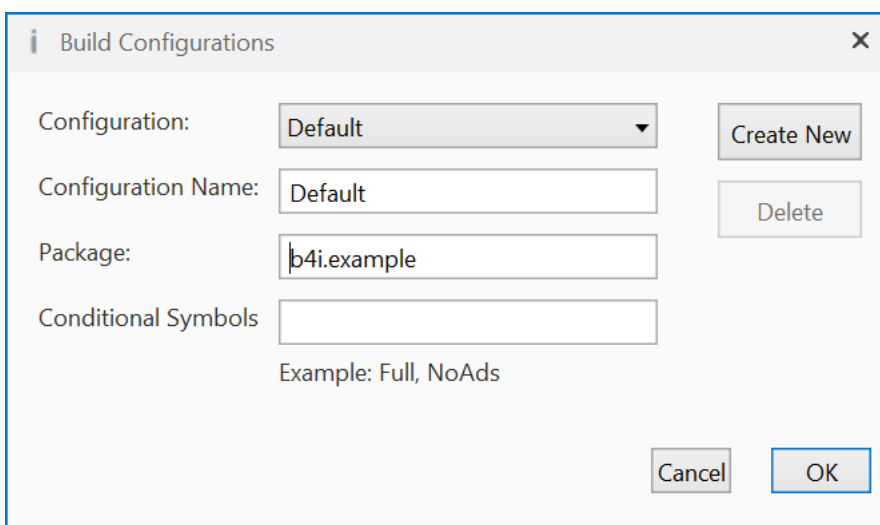 Build Configurations
Configuration:
Default
Create New
Configuration Name:
Default
Delete
Package:
b4i.example
Conditional Symbols
Example: Full, NoAds
Cancel
OK